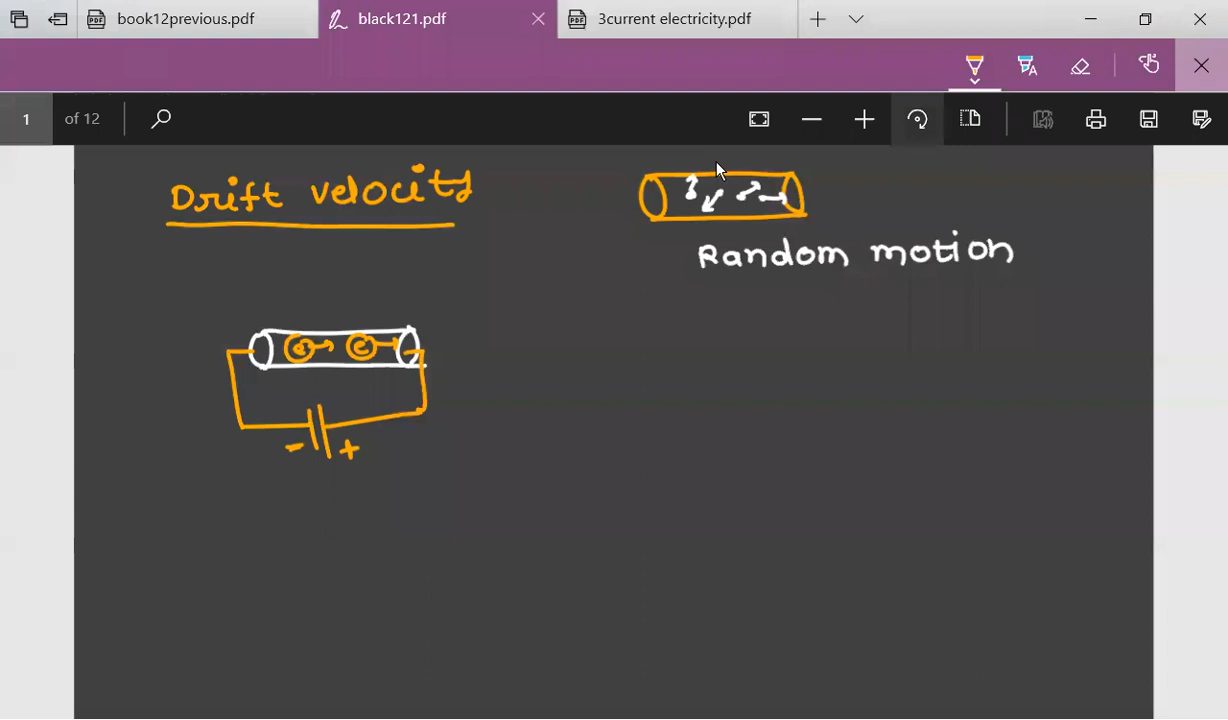 book12previous.pdf
black121.pdf
3current electricity.pdf
1 of 12
Drift velocity
Random motion
e e
- +